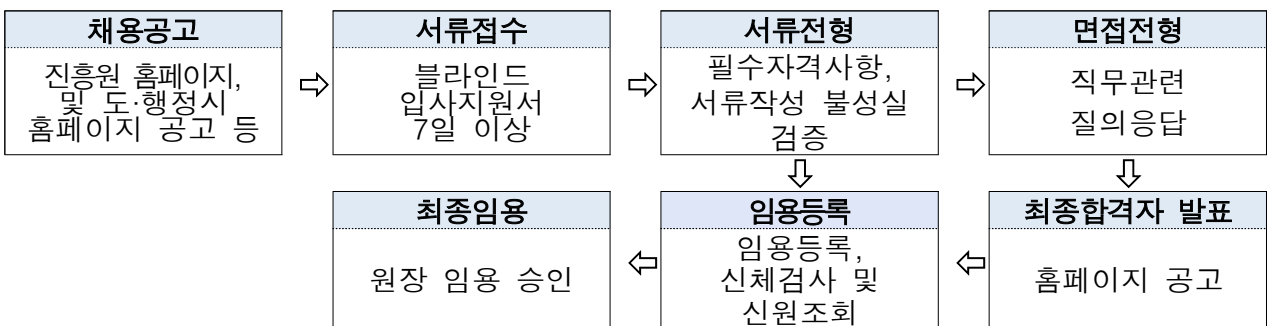 채용공고
진흥원 홈페이지,
및 도·행정시
홈페이지 공고 등
서류접수
블라인드
입사지원서
7일 이상
서류전형
필수자격사항,
서류작성 불성실
검증
면접전형
직무관련
질의응답
최종합격자 발표
홈페이지 공고
임용등록
임용등록,
신체검사 및
신원조회
최종임용
원장 임용 승인